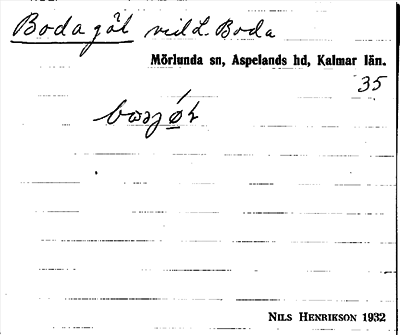 Bodagöl vid L. Boda
Mörlunda sn, Aspelands hd, Kalmar län.
35
NILS HENRIKSON 1932